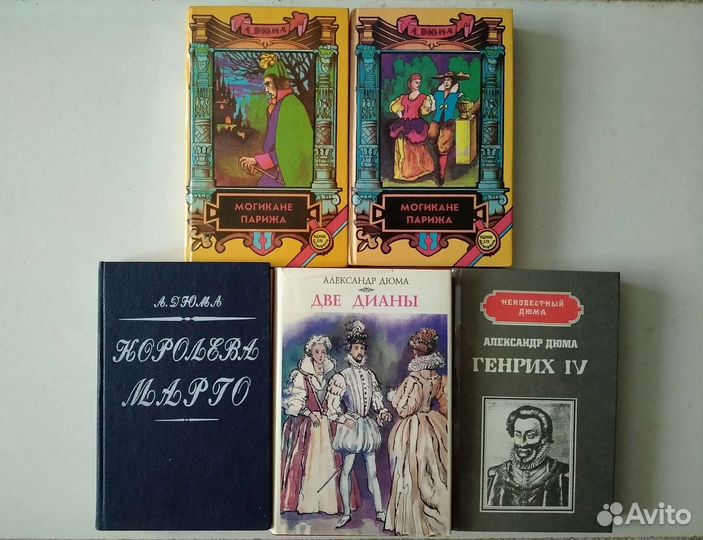 А. ДЮМА
МОГИКАНЕ
ПАРИЖА
А. ДЮМА
МОГИКАНЕ
ПАРИЖА
А. ДЮМА
КОРОЛЕВА
МАРГО
АЛЕКСАНДР ДЮМА
ДВЕ ДИАНЫ
НЕИЗВЕСТНЫЙ
ДЮМА
АЛЕКСАНДР ДЮМА
ГЕНРИХ IV
Avito